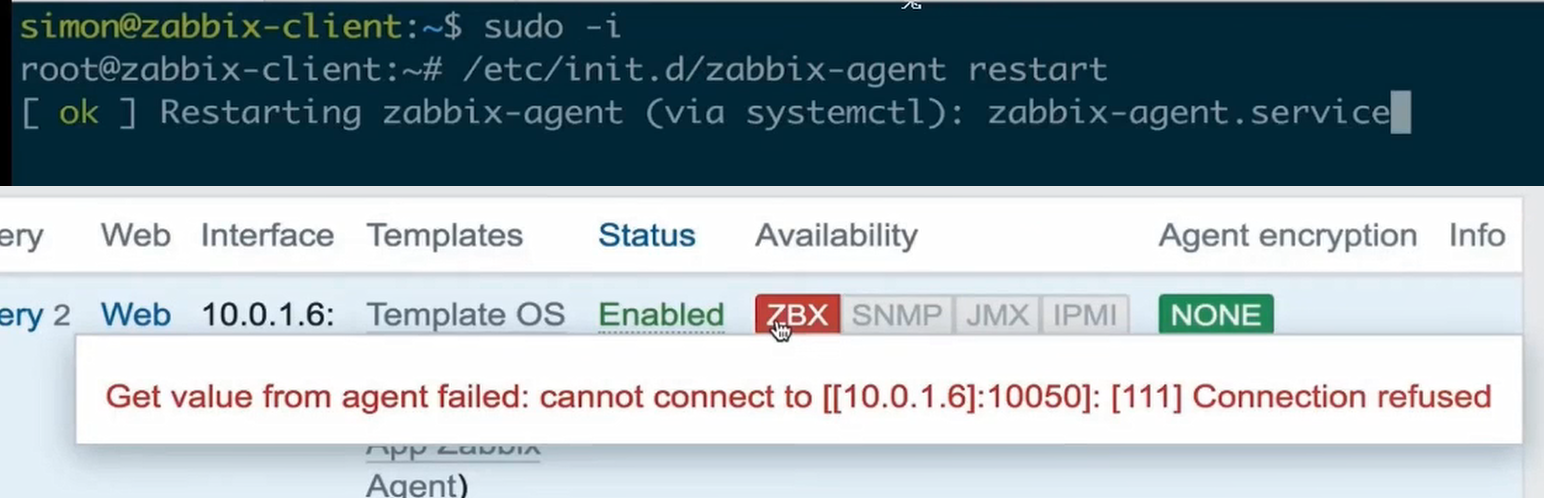 simon@zabbix-client:~$ sudo -i
root@zabbix-client:~# /etc/init.d/zabbix-agent restart
[ ok ] Restarting zabbix-agent (via systemctl): zabbix-agent.service
ery Web Interface Templates Status Availability Agent encryption Info
ery 2 Web 10.0.1.6: Template OS Enabled ZBX SNMP JMX IPMI NONE
Get value from agent failed: cannot connect to [[10.0.1.6]:10050]: [111] Connection refused
App Zabbix
Agent)